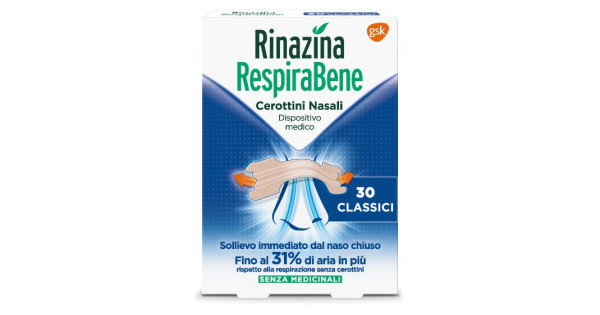 gsk
Rinazina
RespiraBene
Cerottini Nasali
Dispositivo
medico
30
CLASSICI
Sollievo immediato dal naso chiuso
Fino al 31% di aria in più
rispetto alla respirazione senza cerottini
SENZA MEDICINALI